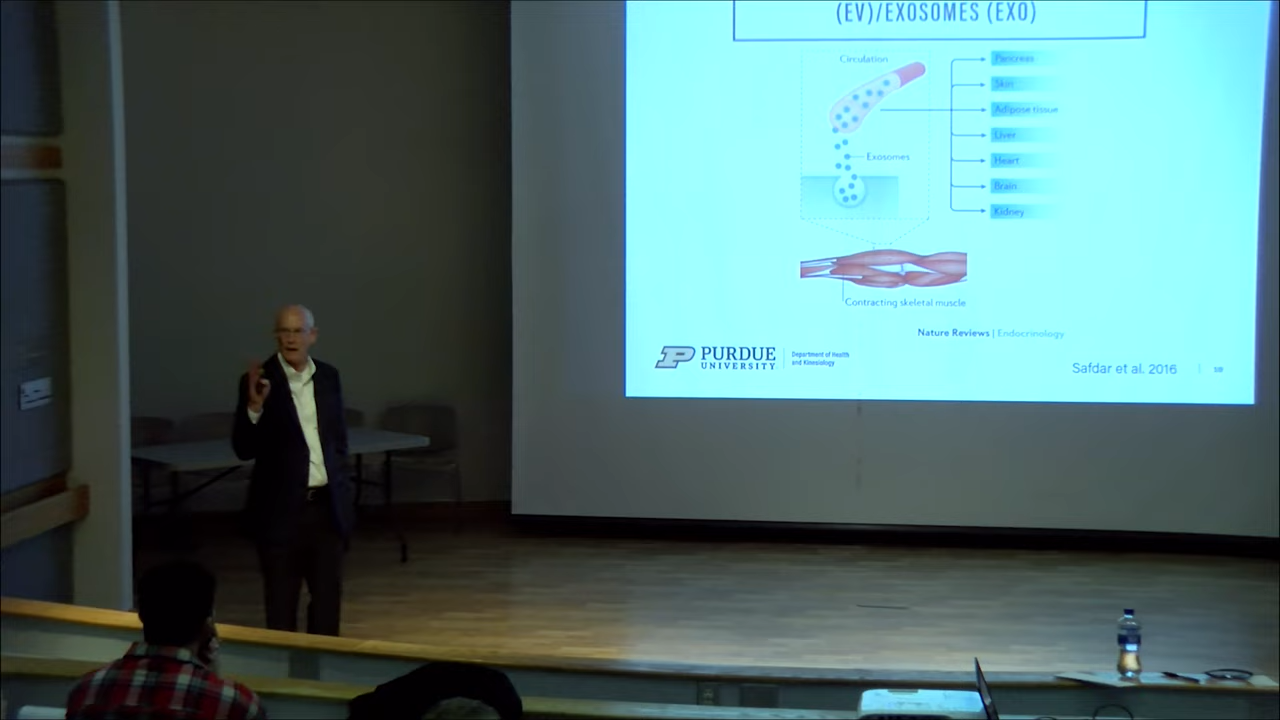 (EV)/EXOSOMES (EXO)
Circulation
Exosomes
Contracting skeletal muscle
Pancreas
Skin
Adipose tissue
Liver
Heart
Brain
Kidney
Nature Reviews | Endocrinology
PURDUE
UNIVERSITY
Department of Health
and Kinesiology
Safdar et al. 2016